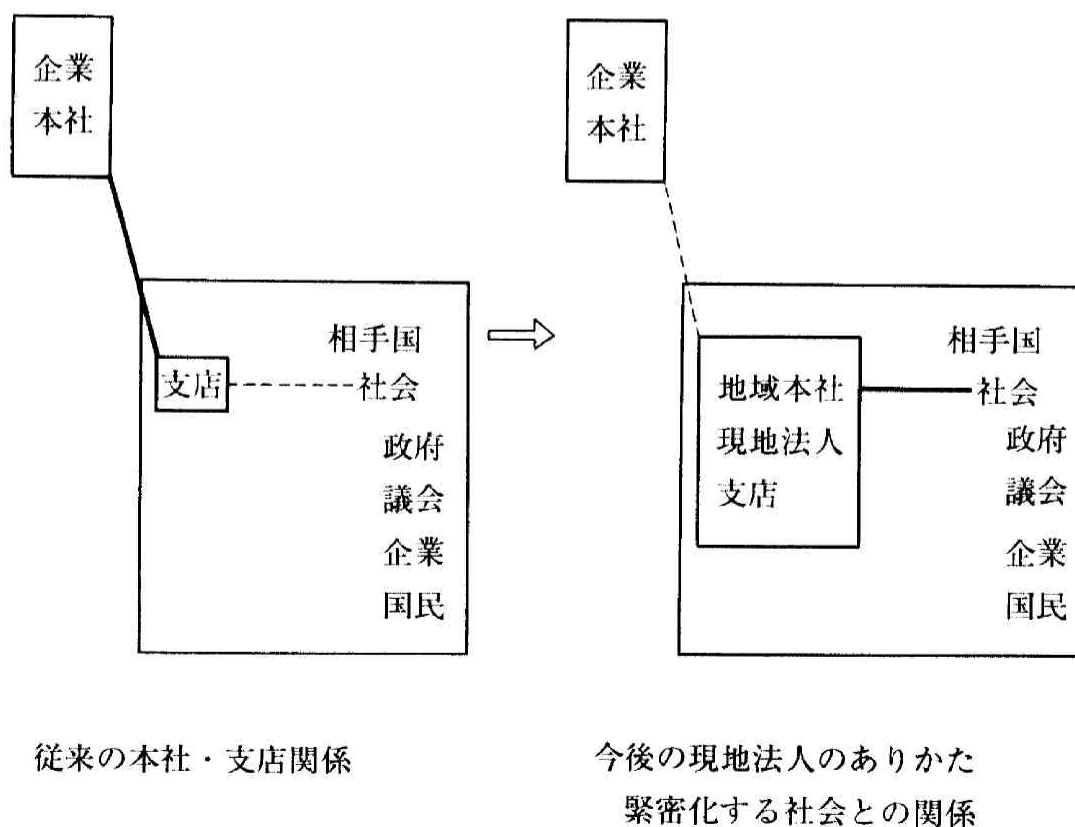 企業
本社
相手国
支店
社会
政府
議会
企業
国民
従来の本社・支店関係
企業
本社
相手国
地域本社
社会
現地法人
支店
政府
議会
企業
国民
今後の現地法人のありかた
緊密化する社会との関係